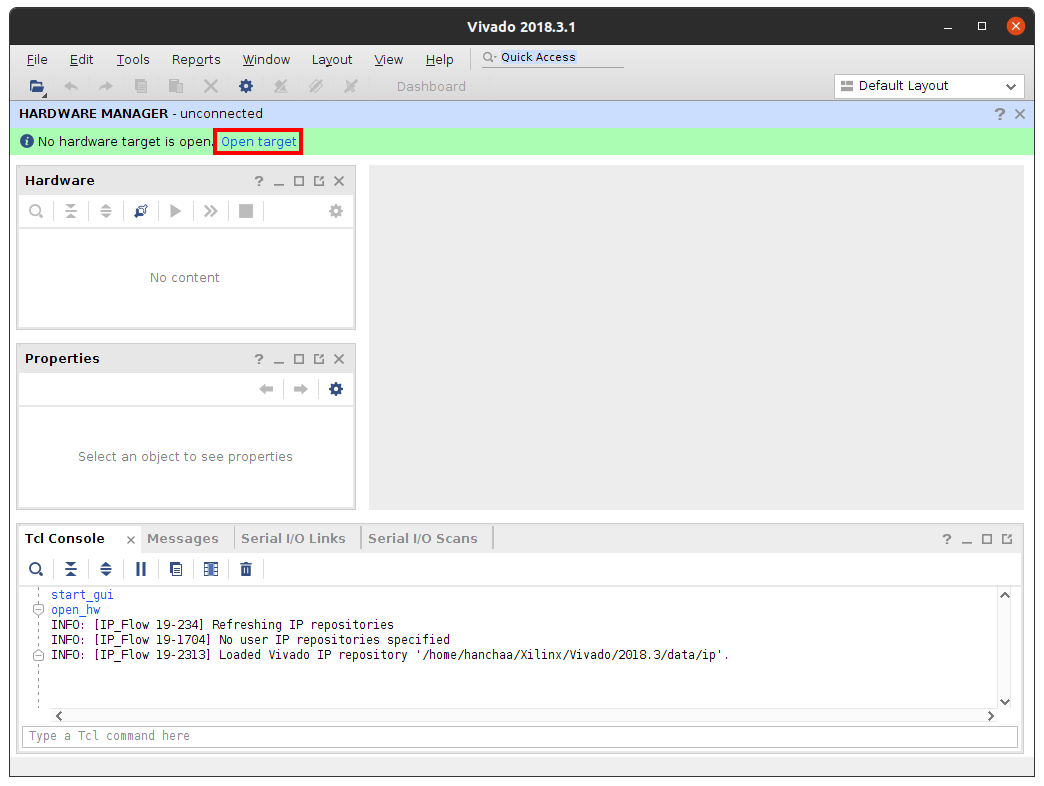 Vivado 2018.3.1
File Edit Tools Reports Window Layout View Help Quick Access
Dashboard Default Layout
HARDWARE MANAGER - unconnected
No hardware target is open. Open target
Hardware
No content
Properties
Select an object to see properties
Tcl Console Messages Serial I/O Links Serial I/O Scans
start_gui
open_hw
INFO: [IP_Flow 19-234] Refreshing IP repositories
INFO: [IP_Flow 19-1704] No user IP repositories specified
INFO: [IP_Flow 19-2313] Loaded Vivado IP repository '/home/hanchaa/Xilinx/Vivado/2018.3/data/ip'.
Type a Tcl command here